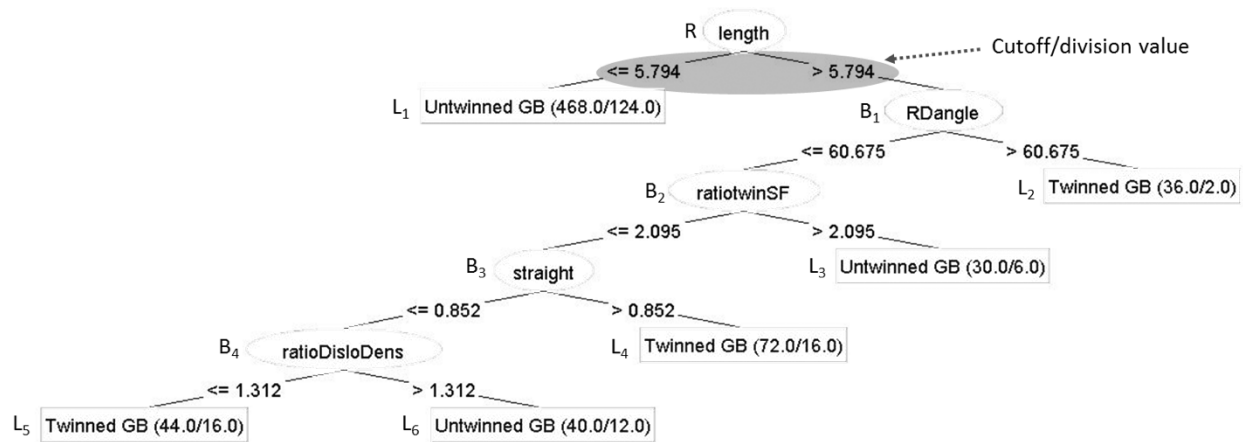 R length
Cutoff/division value
<= 5.794 > 5.794
L1 Untwinned GB (468.0/124.0)
B1 RDangle
<= 60.675 > 60.675
B2 ratiotwinSF
L2 Twinned GB (36.0/2.0)
<= 2.095 > 2.095
B3 straight
L3 Untwinned GB (30.0/6.0)
<= 0.852 > 0.852
B4 ratioDisloDens
L4 Twinned GB (72.0/16.0)
<= 1.312 > 1.312
L5 Twinned GB (44.0/16.0)
L6 Untwinned GB (40.0/12.0)